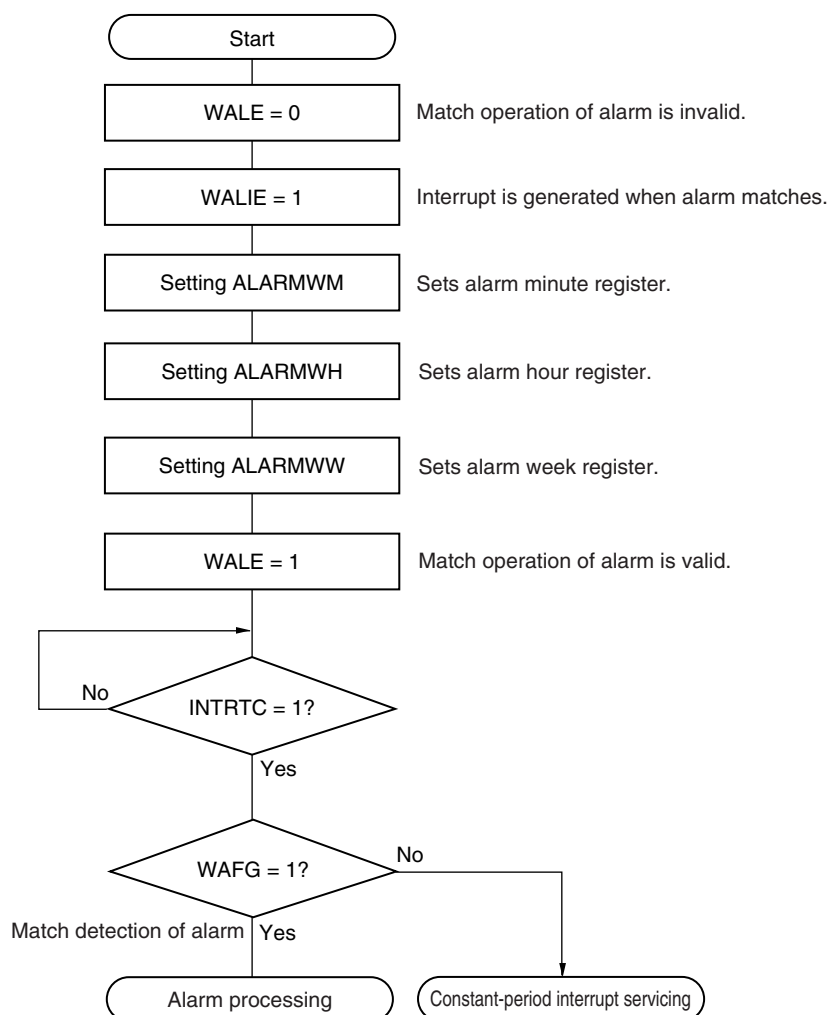 Start
WALE = 0
Match operation of alarm is invalid.
WALIE = 1
Interrupt is generated when alarm matches.
Setting ALARMWM
Sets alarm minute register.
Setting ALARMWH
Sets alarm hour register.
Setting ALARMWW
Sets alarm week register.
WALE = 1
Match operation of alarm is valid.
No
INTRTC = 1?
Yes
WAFG = 1?
No
Match detection of alarm
Yes
Alarm processing
Constant-period interrupt servicing